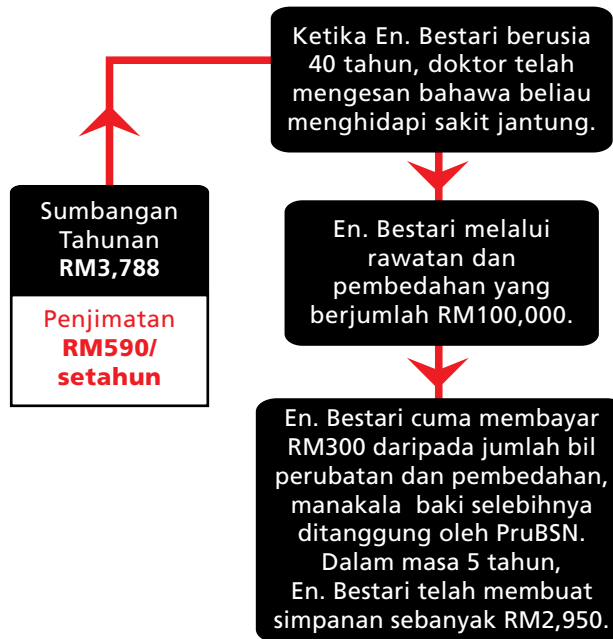 Ketika En. Bestari berusia
40 tahun, doktor telah
mengesan bahawa beliau
menghidapi sakit jantung.
Sumbangan
Tahunan
RM3,788
Penjimatan
RM590/
setahun
En. Bestari melalui
rawatan dan
pembedahan yang
berjumlah RM100,000.
En. Bestari cuma membayar
RM300 daripada jumlah bil
perubatan dan pembedahan,
manakala baki selebihnya
ditanggung oleh PruBSN.
Dalam masa 5 tahun,
En. Bestari telah membuat
simpanan sebanyak RM2,950.